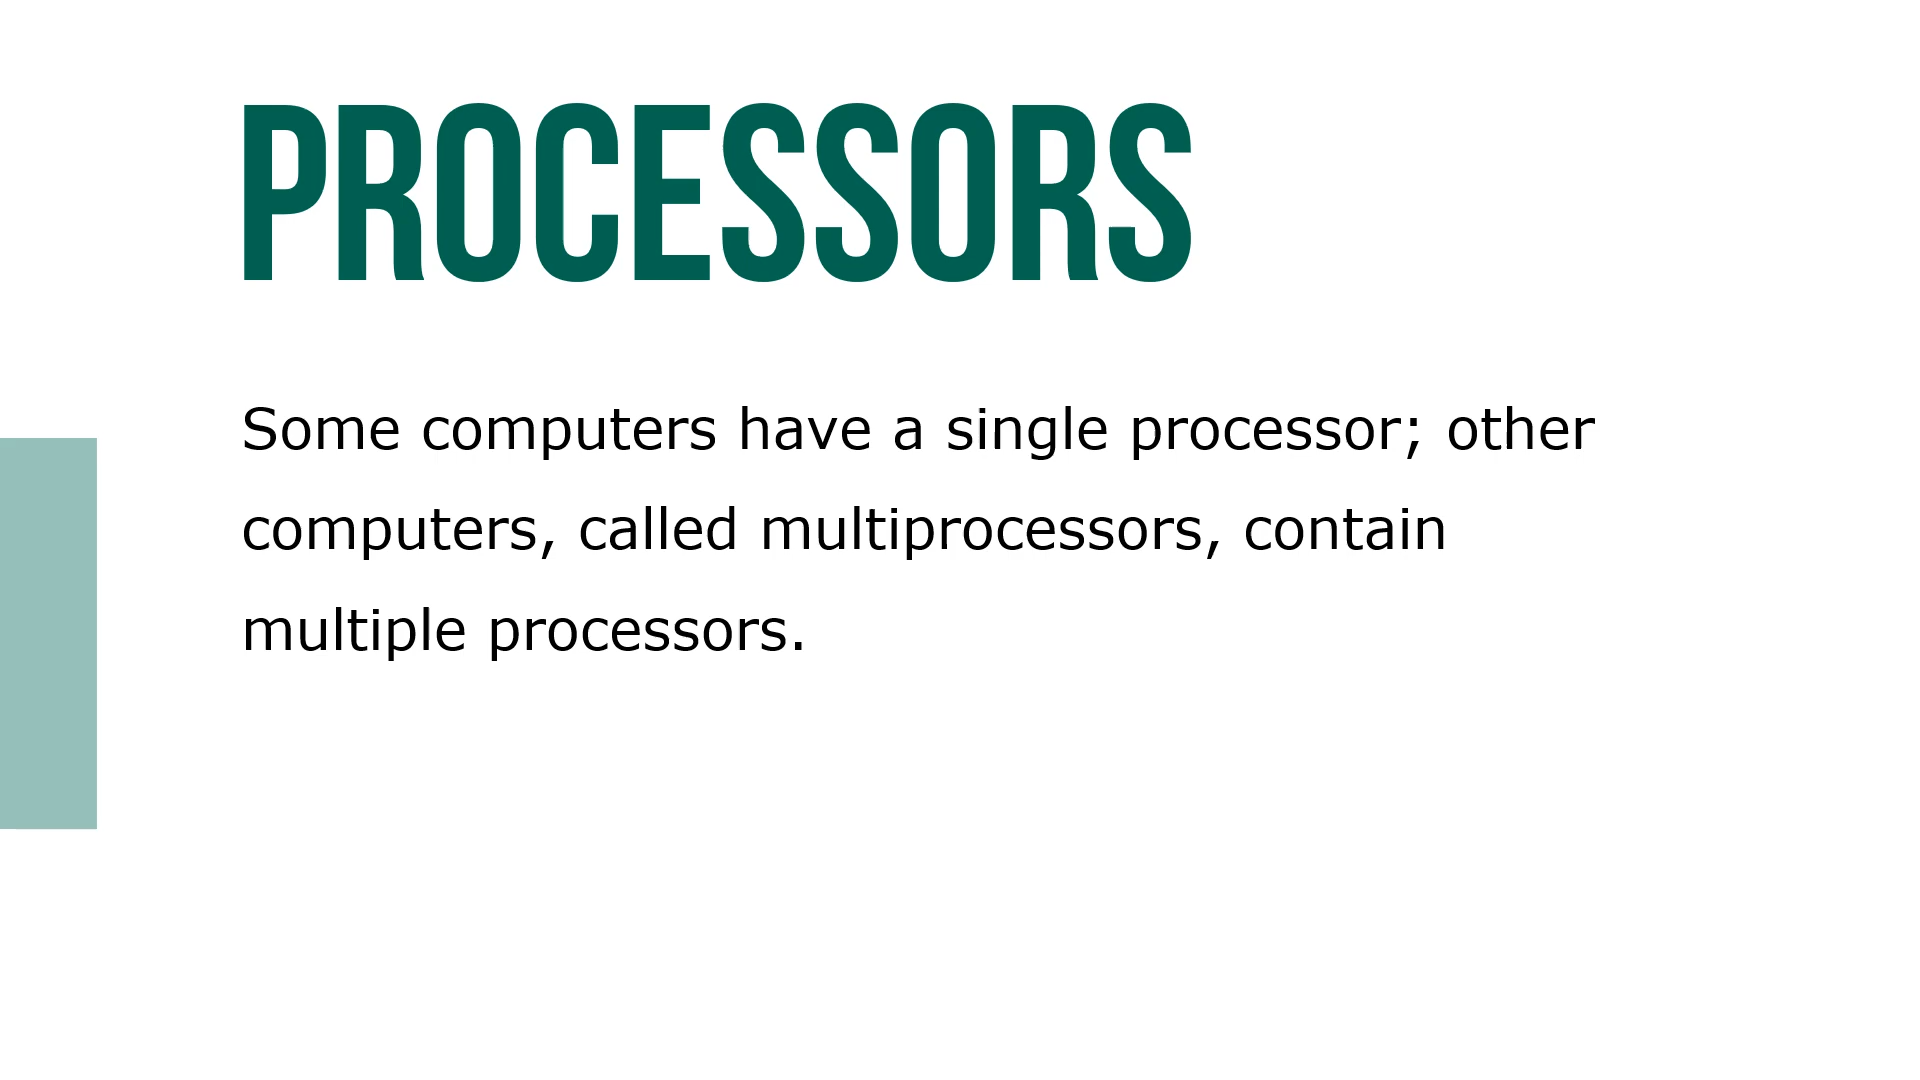 PROCESSORS
Some computers have a single processor; other
computers, called multiprocessors, contain
multiple processors.